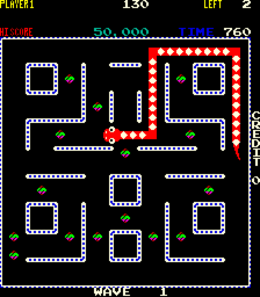 PLAYER1 130 LEFT 2
HISCORE 50,000 TIME 760
CREDIT 0
WAVE 1